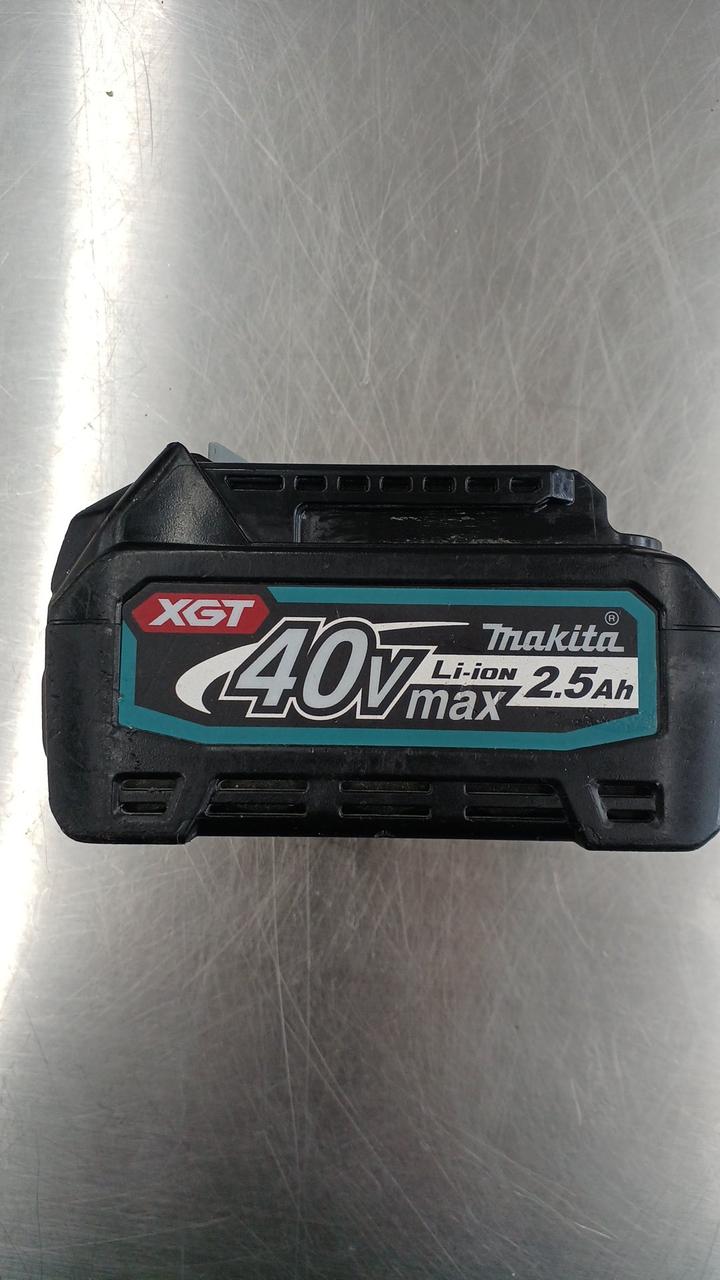 XGT
makita®
40v max
Li-ion 2.5Ah